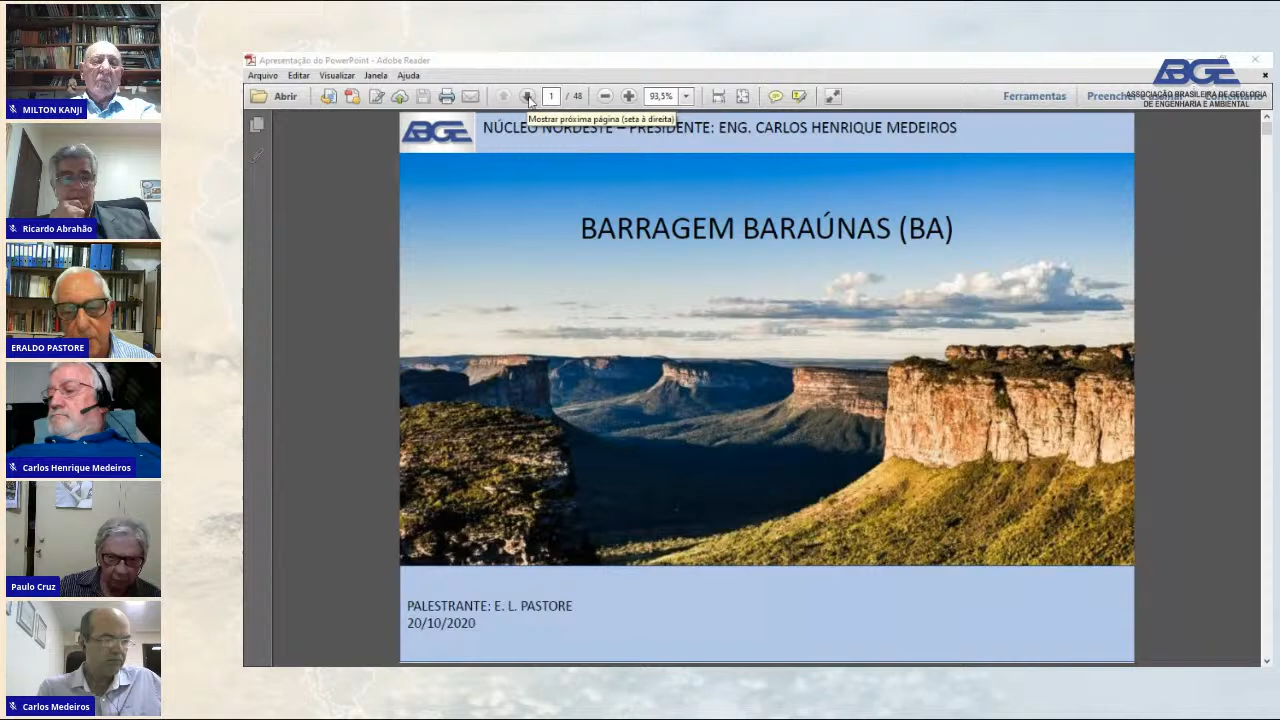 MILTON KANJI
Ricardo Abrahão
ERALDO PASTORE
Carlos Henrique Medeiros
Paulo Cruz
Carlos Medeiros
Apresentação do PowerPoint - Adobe Reader
Arquivo Editar Visualizar Janela Ajuda
Abrir 1 / 48 93,5% Ferramentas
Mostrar próxima página (seta à direita)
ABGE
ASSOCIAÇÃO BRASILEIRA DE GEOLOGIA
DE ENGENHARIA E AMBIENTAL
ABGE
NÚCLEO NORDESTE – PRESIDENTE: ENG. CARLOS HENRIQUE MEDEIROS
BARRAGEM BARAÚNAS (BA)
PALESTRANTE: E. L. PASTORE
20/10/2020